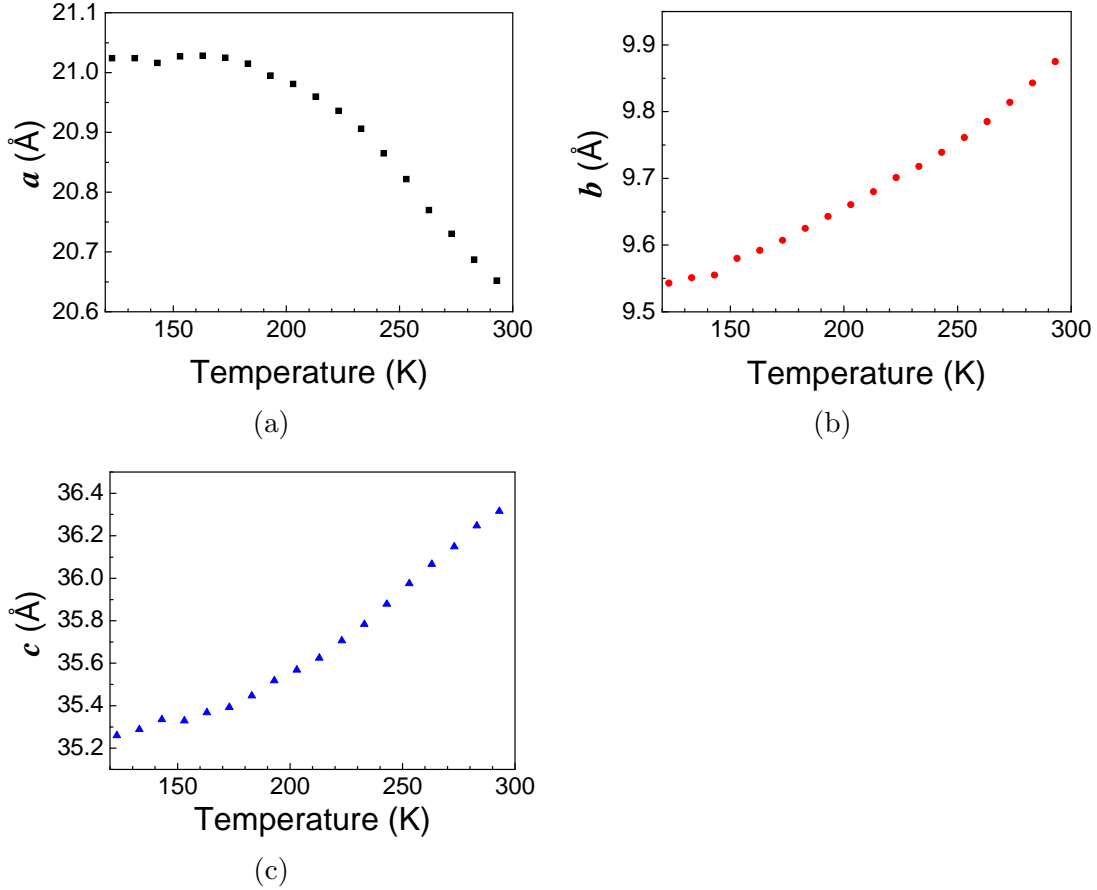 21.1
21.0
20.9
20.8
20.7
20.6
a (Å)
150 200 250 300
Temperature (K)
(a)
9.9
9.8
9.7
9.6
9.5
b (Å)
150 200 250 300
Temperature (K)
(b)
36.4
36.2
36.0
35.8
35.6
35.4
35.2
c (Å)
150 200 250 300
Temperature (K)
(c)